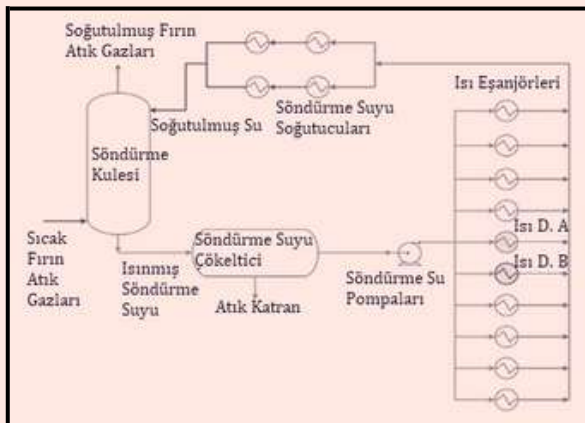 Soğutulmuş Fırın
Atık Gazları
Isı Eşanjörleri
Söndürme Suyu
Soğutucuları
Soğutulmuş Su
Söndürme
Kulesi
Sıcak
Fırın
Atık
Gazları
Isınmış
Söndürme
Suyu
Söndürme Suyu
Çökeltici
Atık Katran
Söndürme Su
Pompaları
Isı D. A
Isı D. B